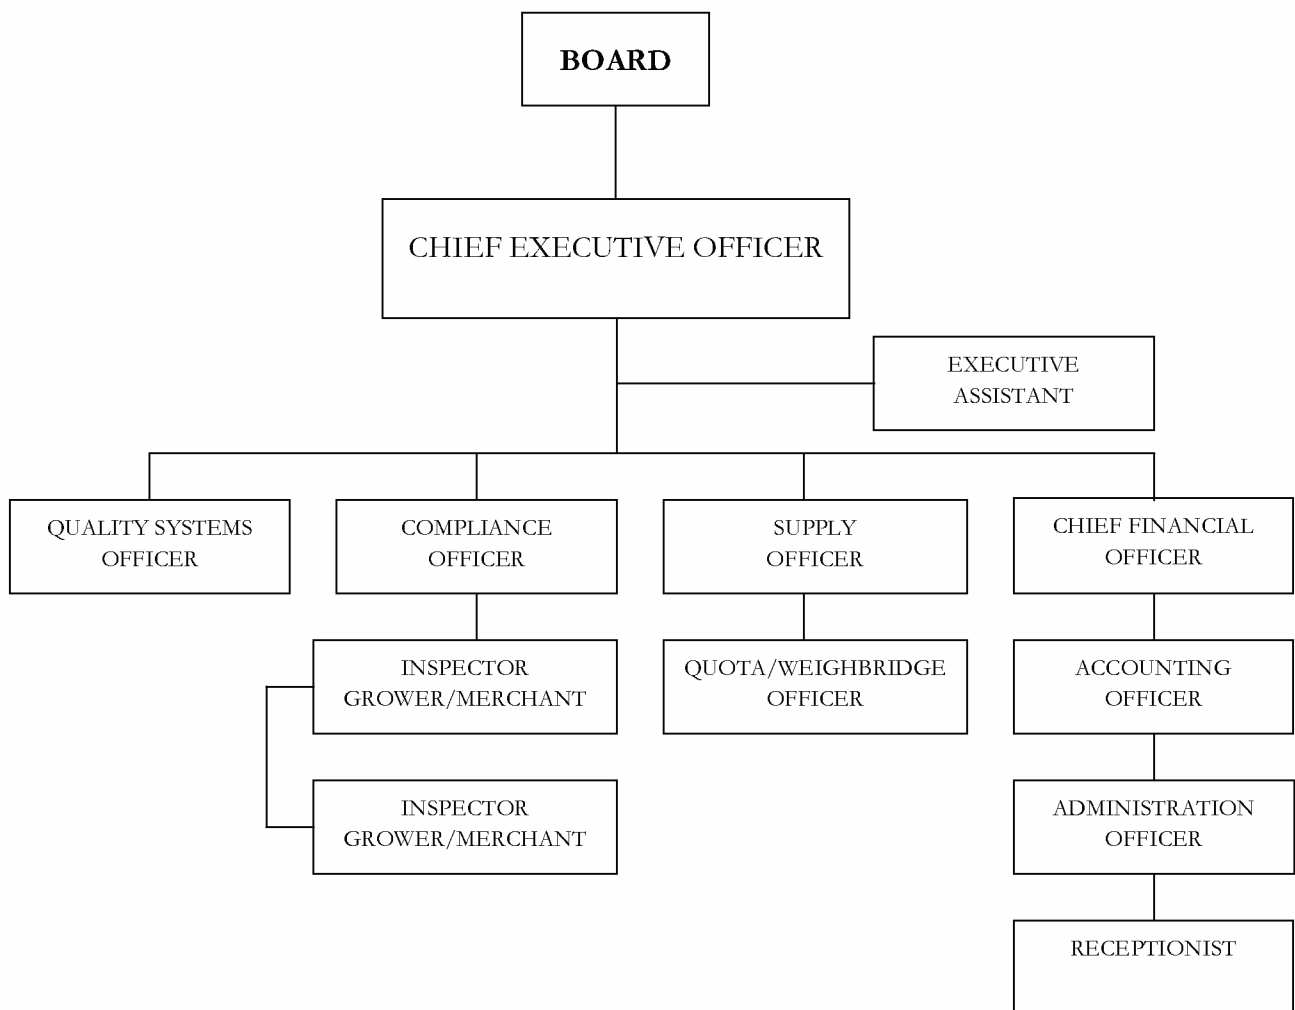 BOARD
CHIEF EXECUTIVE OFFICER
EXECUTIVE
ASSISTANT
QUALITY SYSTEMS
OFFICER
COMPLIANCE
OFFICER
SUPPLY
OFFICER
CHIEF FINANCIAL
OFFICER
INSPECTOR
GROWER/MERCHANT
QUOTA/WEIGHBRIDGE
OFFICER
ACCOUNTING
OFFICER
INSPECTOR
GROWER/MERCHANT
ADMINISTRATION
OFFICER
RECEPTIONIST